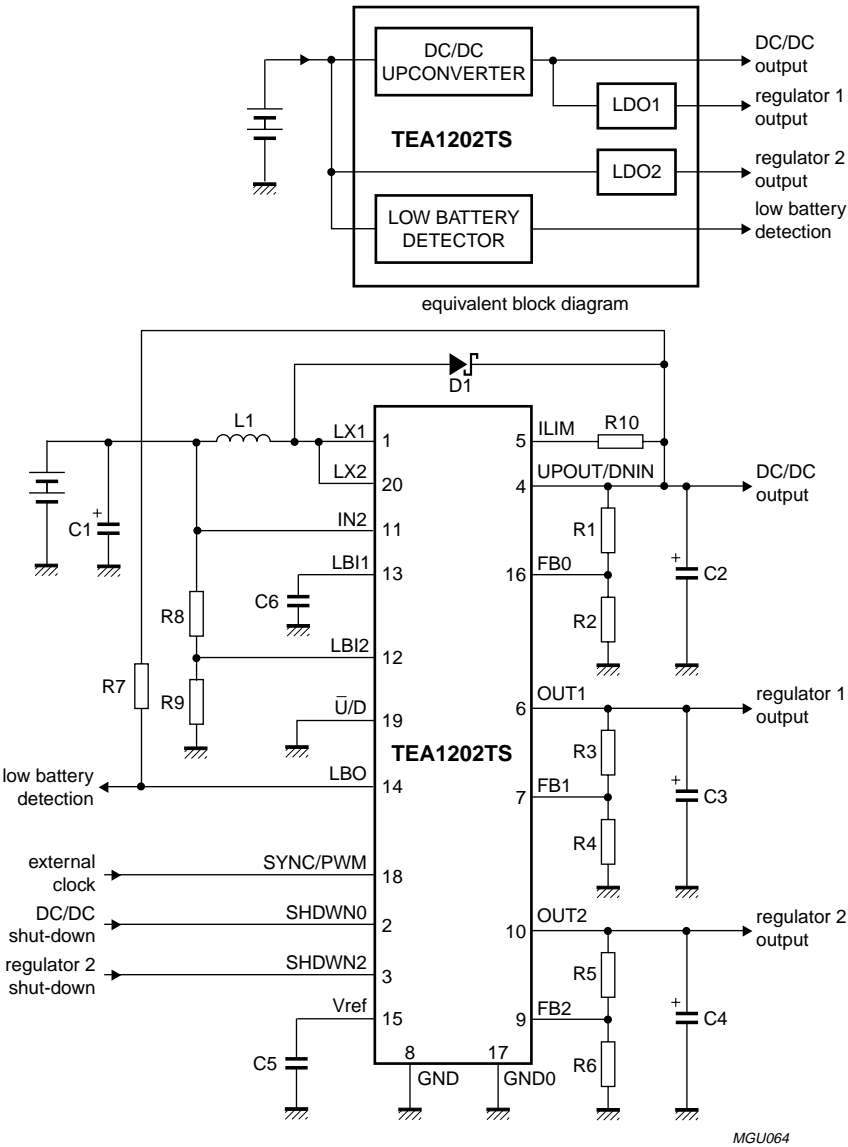 DC/DC
UPCONVERTER
DC/DC
output
LDO1
regulator 1
output
TEA1202TS
LDO2
regulator 2
output
LOW BATTERY
DETECTOR
low battery
detection
equivalent block diagram
D1
L1
LX1
1
5
ILIM
R10
LX2
20
4
UPOUT/DNIN
DC/DC
output
C1
+
IN2
11
R1
LBI1
13
16
FB0
C2
+
C6
R8
R2
LBI2
12
R7
R9
U̅/D
19
6
OUT1
regulator 1
output
TEA1202TS
R3
low battery
detection
LBO
14
7
FB1
C3
+
R4
external
clock
SYNC/PWM
18
DC/DC
shut-down
SHDWN0
2
10
OUT2
regulator 2
output
regulator 2
shut-down
SHDWN2
3
R5
Vref
15
9
FB2
C4
+
C5
8
17
R6
GND
GND0
MGU064